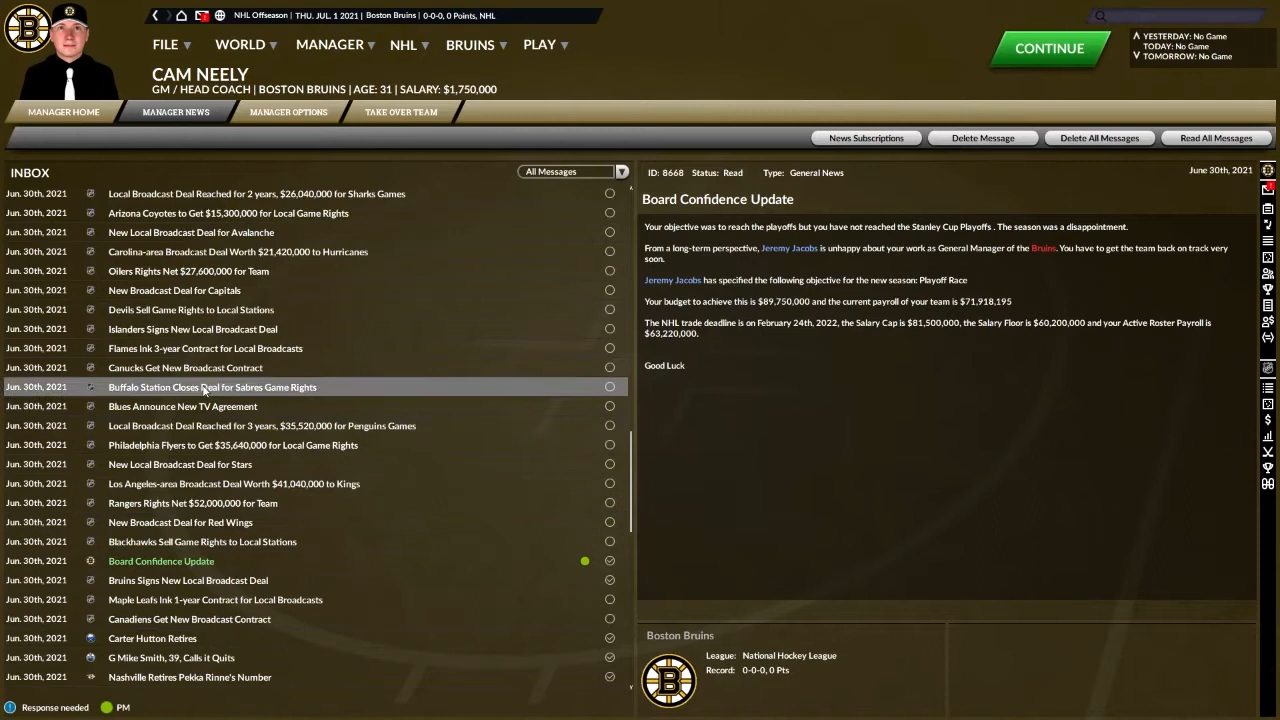 NHL Offseason | THU. JUL. 1 2021 | Boston Bruins | 0-0-0, 0 Points, NHL
FILE WORLD MANAGER NHL BRUINS PLAY
CONTINUE
YESTERDAY: No Game
TODAY: No Game
TOMORROW: No Game
CAM NEELY
GM / HEAD COACH | BOSTON BRUINS | AGE: 31 | SALARY: $1,750,000
MANAGER HOME MANAGER NEWS MANAGER OPTIONS TAKE OVER TEAM
News Subscriptions Delete Message Delete All Messages Read All Messages
INBOX All Messages
Jun. 30th, 2021 Local Broadcast Deal Reached for 2 years, $26,040,000 for Sharks Games
Jun. 30th, 2021 Arizona Coyotes to Get $15,300,000 for Local Game Rights
Jun. 30th, 2021 New Local Broadcast Deal for Avalanche
Jun. 30th, 2021 Carolina-area Broadcast Deal Worth $21,420,000 to Hurricanes
Jun. 30th, 2021 Oilers Rights Net $27,600,000 for Team
Jun. 30th, 2021 New Broadcast Deal for Capitals
Jun. 30th, 2021 Devils Sell Game Rights to Local Stations
Jun. 30th, 2021 Islanders Signs New Local Broadcast Deal
Jun. 30th, 2021 Flames Ink 3-year Contract for Local Broadcasts
Jun. 30th, 2021 Canucks Get New Broadcast Contract
Jun. 30th, 2021 Buffalo Station Closes Deal for Sabres Game Rights
Jun. 30th, 2021 Blues Announce New TV Agreement
Jun. 30th, 2021 Local Broadcast Deal Reached for 3 years, $35,520,000 for Penguins Games
Jun. 30th, 2021 Philadelphia Flyers to Get $35,640,000 for Local Game Rights
Jun. 30th, 2021 New Local Broadcast Deal for Stars
Jun. 30th, 2021 Los Angeles-area Broadcast Deal Worth $41,040,000 to Kings
Jun. 30th, 2021 Rangers Rights Net $52,000,000 for Team
Jun. 30th, 2021 New Broadcast Deal for Red Wings
Jun. 30th, 2021 Blackhawks Sell Game Rights to Local Stations
Jun. 30th, 2021 Board Confidence Update
Jun. 30th, 2021 Bruins Signs New Local Broadcast Deal
Jun. 30th, 2021 Maple Leafs Ink 1-year Contract for Local Broadcasts
Jun. 30th, 2021 Canadiens Get New Broadcast Contract
Jun. 30th, 2021 Carter Hutton Retires
Jun. 30th, 2021 G Mike Smith, 39, Calls it Quits
Jun. 30th, 2021 Nashville Retires Pekka Rinne's Number
Response needed PM
ID: 8668 Status: Read Type: General News June 30th, 2021
Board Confidence Update
Your objective was to reach the playoffs but you have not reached the Stanley Cup Playoffs . The season was a disappointment.
From a long-term perspective, Jeremy Jacobs is unhappy about your work as General Manager of the Bruins. You have to get the team back on track very
soon.
Jeremy Jacobs has specified the following objective for the new season: Playoff Race
Your budget to achieve this is $89,750,000 and the current payroll of your team is $71,918,195
The NHL trade deadline is on February 24th, 2022, the Salary Cap is $81,500,000, the Salary Floor is $60,200,000 and your Active Roster Payroll is
$63,220,000.
Good Luck
Boston Bruins
League: National Hockey League
Record: 0-0-0, 0 Pts